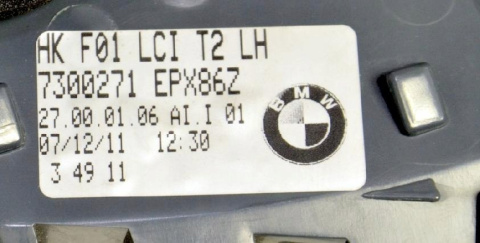 HK F01 LCI T2 LH
7300271 EPX86Z
27.00.01.06 AI.I 01
07/12/11 12:30
3 49 11
BMW